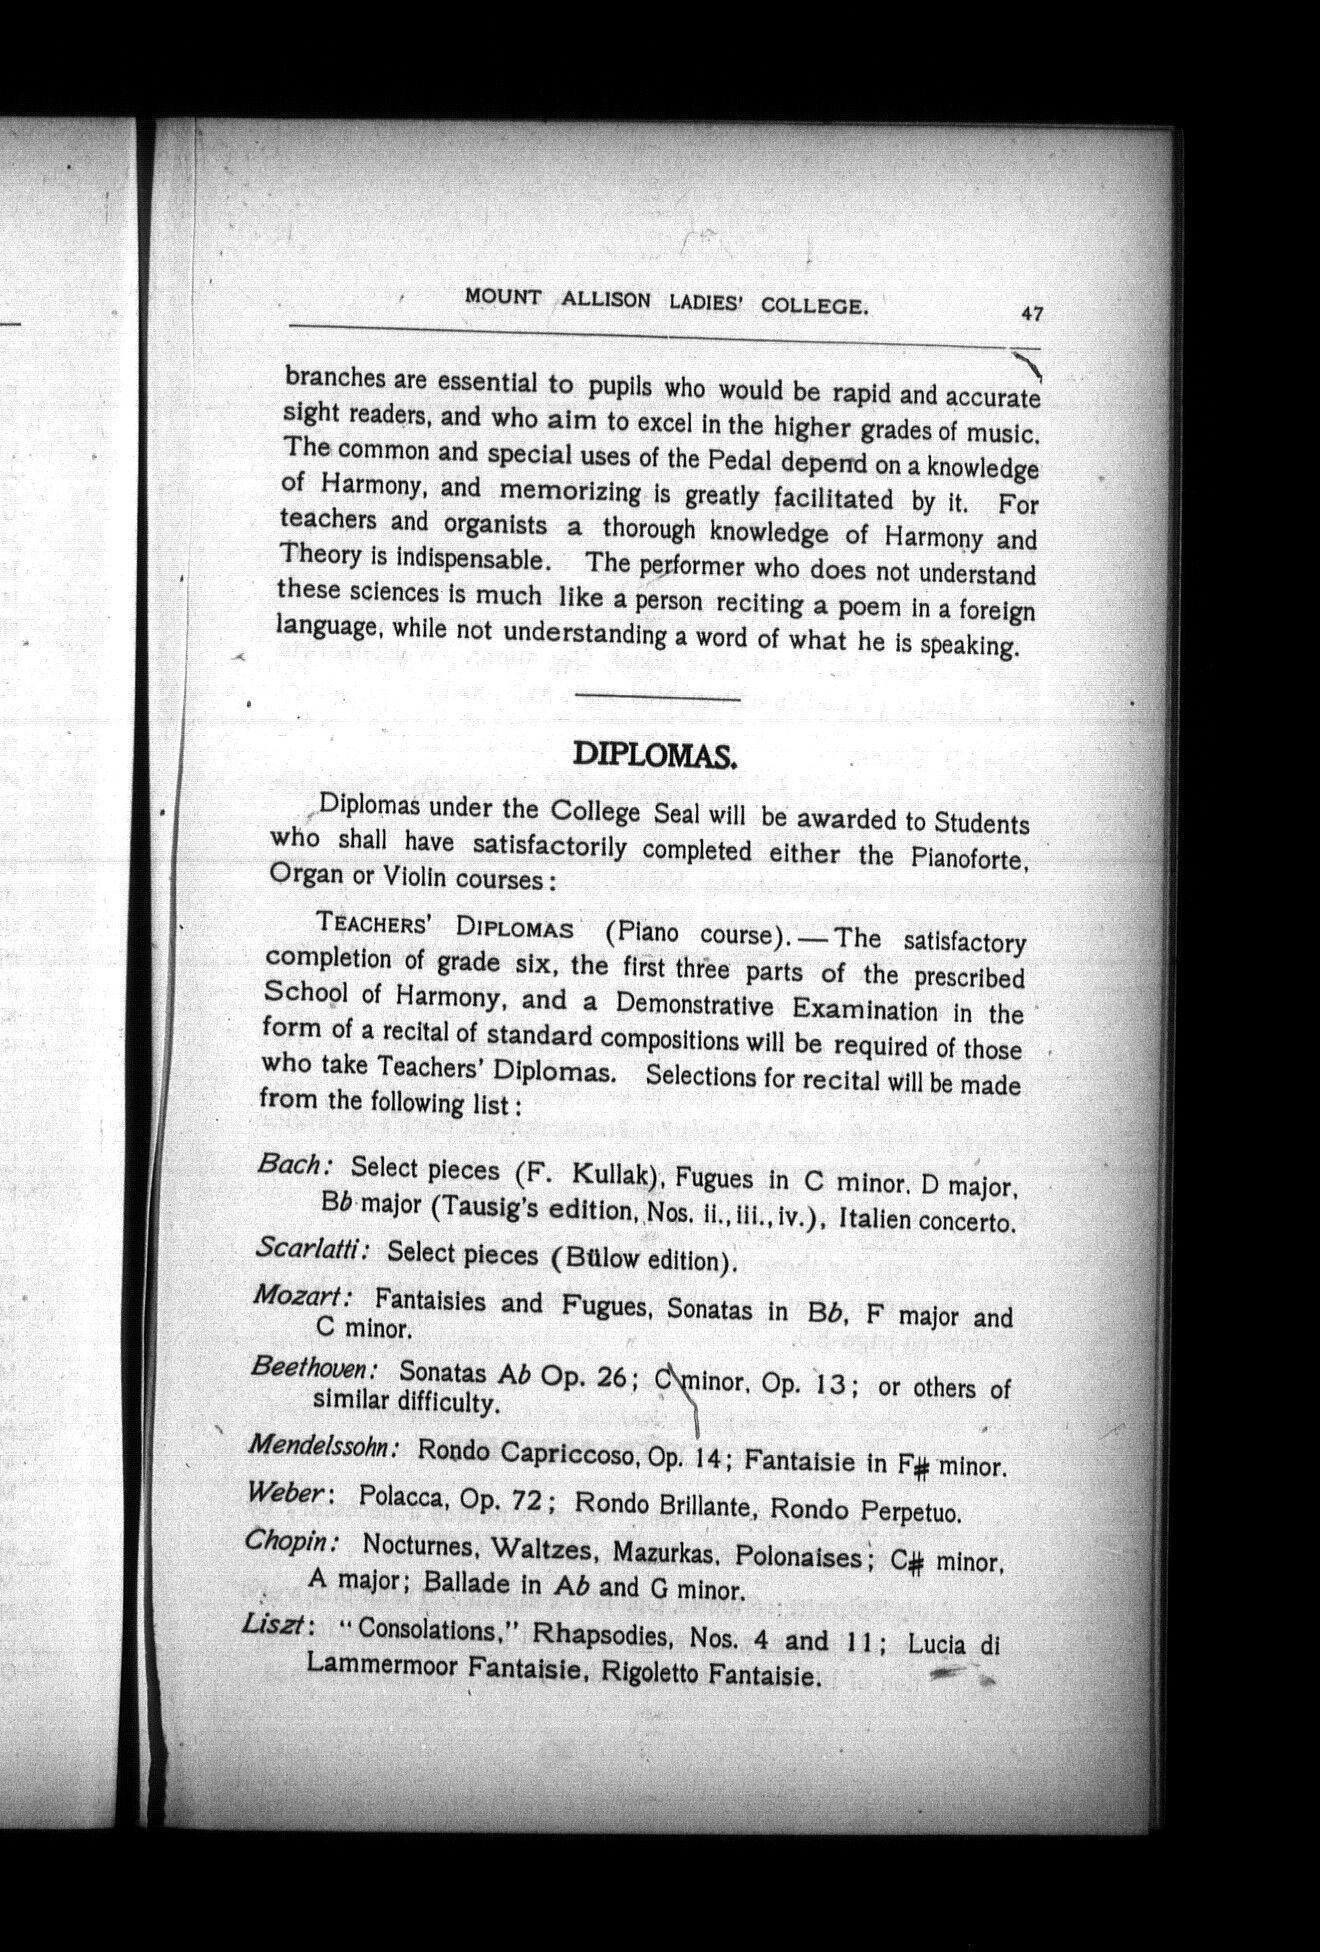 MOUNT ALLISON LADIES' COLLEGE. 47
branches are essential to pupils who would be rapid and accurate
sight readers, and who aim to excel in the higher grades of music.
The common and special uses of the Pedal depend on a knowledge
of Harmony, and memorizing is greatly facilitated by it. For
teachers and organists a thorough knowledge of Harmony and
Theory is indispensable. The performer who does not understand
these sciences is much like a person reciting a poem in a foreign
language, while not understanding a word of what he is speaking.
DIPLOMAS.
Diplomas under the College Seal will be awarded to Students
who shall have satisfactorily completed either the Pianoforte,
Organ or Violin courses:
TEACHERS' DIPLOMAS (Piano course).—The satisfactory
completion of grade six, the first three parts of the prescribed
School of Harmony, and a Demonstrative Examination in the
form of a recital of standard compositions will be required of those
who take Teachers' Diplomas. Selections for recital will be made
from the following list:
Bach: Select pieces (F. Kullak), Fugues in C minor, D major,
Bb major (Tausig's edition, Nos. ii., iii., iv.), Italien concerto.
Scarlatti: Select pieces (Bülow edition).
Mozart: Fantaisies and Fugues, Sonatas in Bb, F major and
C minor.
Beethoven: Sonatas Ab Op. 26; C minor, Op. 13; or others of
similar difficulty.
Mendelssohn: Rondo Capriccoso, Op. 14; Fantaisie in F# minor.
Weber: Polacca, Op. 72; Rondo Brillante, Rondo Perpetuo.
Chopin: Nocturnes, Waltzes, Mazurkas, Polonaises; C# minor,
A major; Ballade in Ab and G minor.
Liszt: "Consolations," Rhapsodies, Nos. 4 and 11; Lucia di
Lammermoor Fantaisie, Rigoletto Fantaisie.